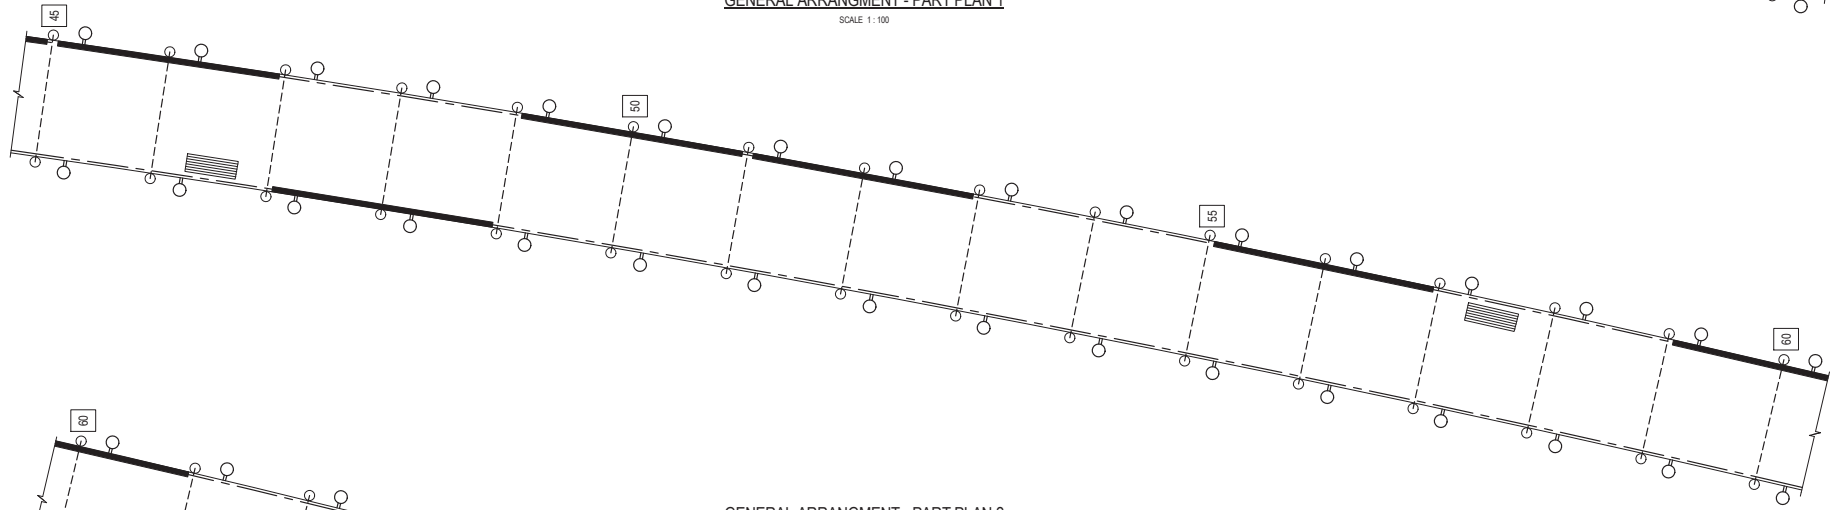 GENERAL ARRANGMENT - PART PLAN 1
SCALE 1 : 100
45
50
55
60
60
GENERAL ARRANGMENT - PART PLAN 2